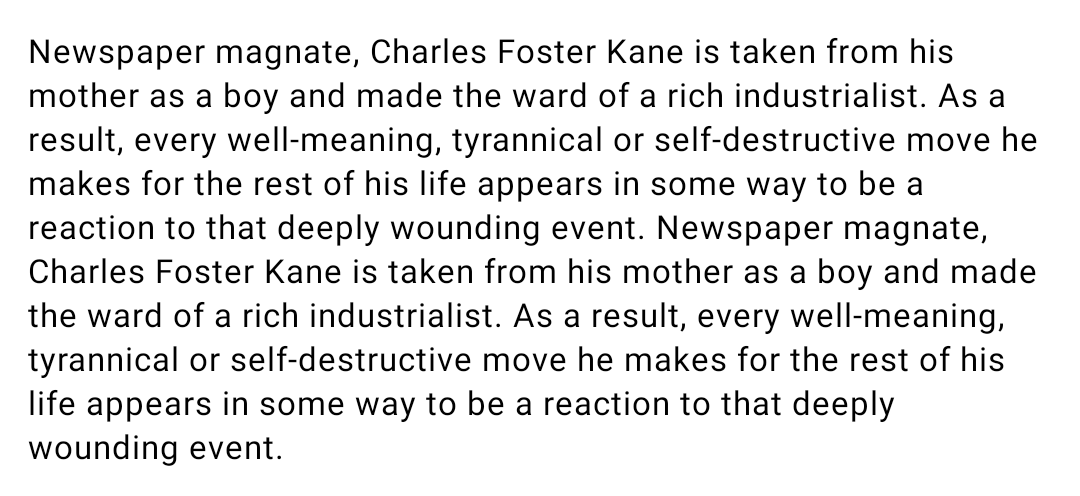 Newspaper magnate, Charles Foster Kane is taken from his
mother as a boy and made the ward of a rich industrialist. As a
result, every well-meaning, tyrannical or self-destructive move he
makes for the rest of his life appears in some way to be a
reaction to that deeply wounding event. Newspaper magnate,
Charles Foster Kane is taken from his mother as a boy and made
the ward of a rich industrialist. As a result, every well-meaning,
tyrannical or self-destructive move he makes for the rest of his
life appears in some way to be a reaction to that deeply
wounding event.